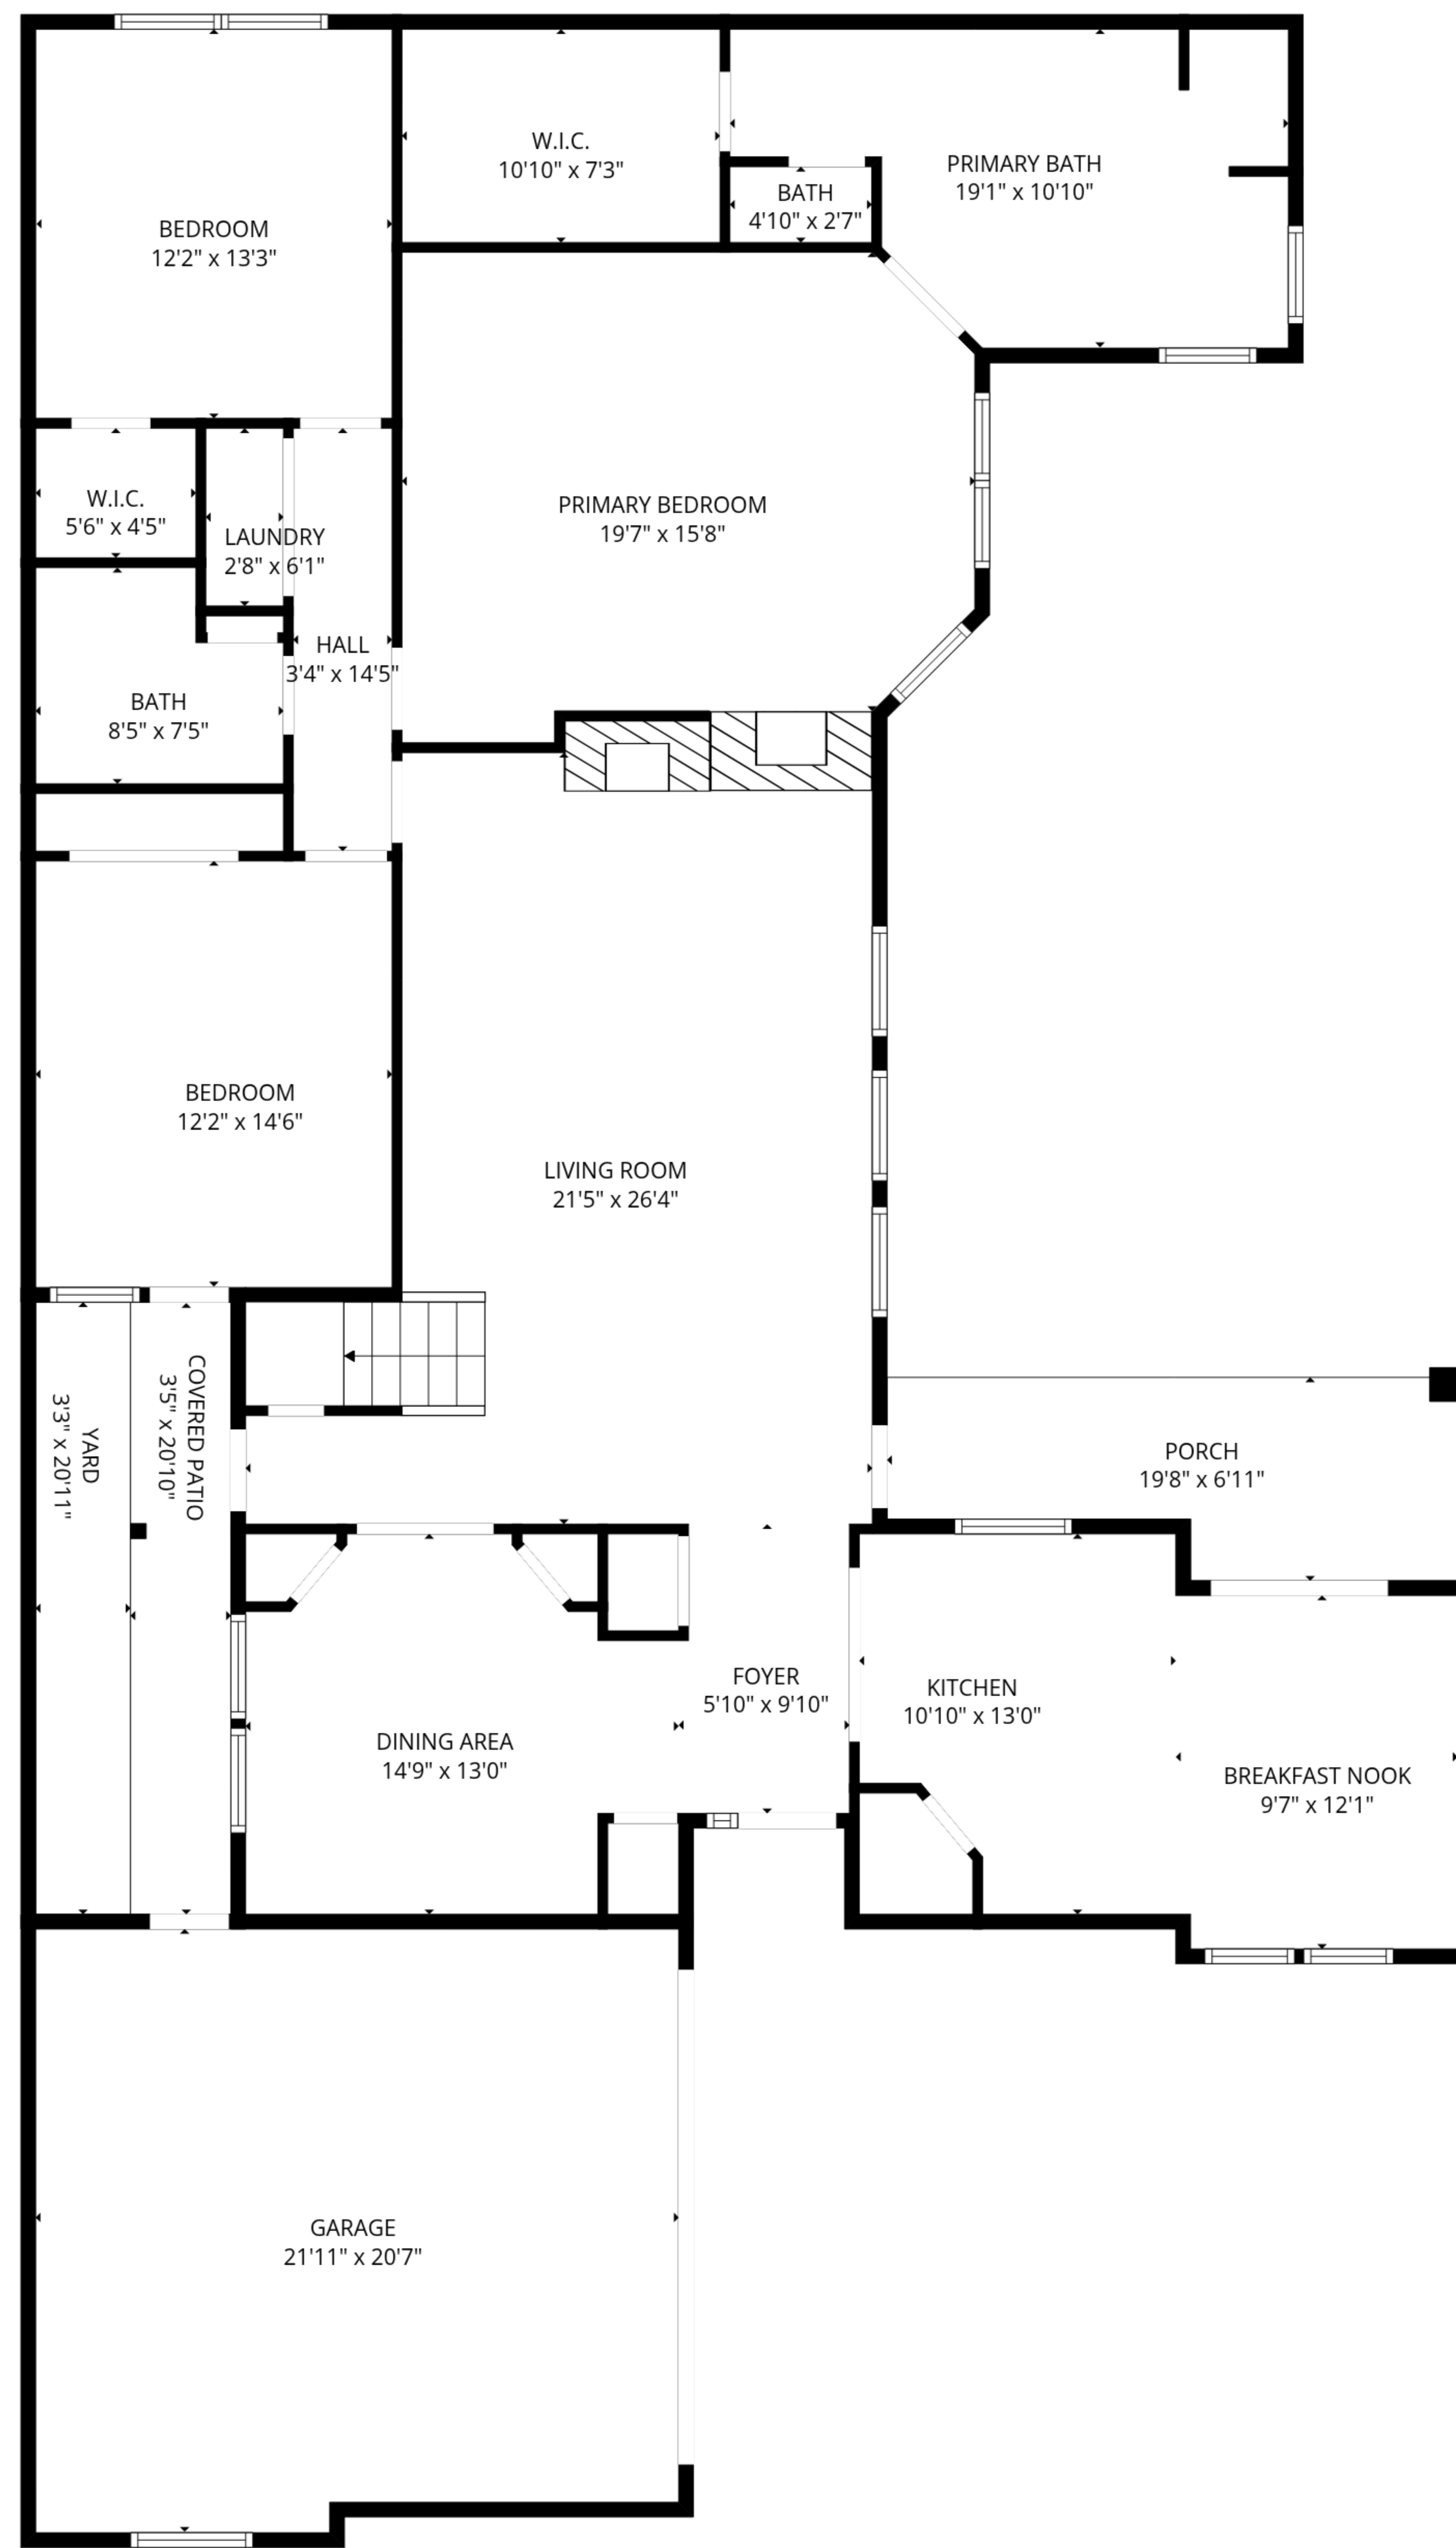 BEDROOM
12'2" x 13'3"
W.I.C.
10'10" x 7'3"
BATH
4'10" x 2'7"
PRIMARY BATH
19'1" x 10'10"
W.I.C.
5'6" x 4'5"
LAUNDRY
2'8" x 6'1"
PRIMARY BEDROOM
19'7" x 15'8"
HALL
3'4" x 14'5"
BATH
8'5" x 7'5"
BEDROOM
12'2" x 14'6"
LIVING ROOM
21'5" x 26'4"
YARD
3'3" x 20'11"
COVERED PATIO
3'5" x 20'10"
PORCH
19'8" x 6'11"
FOYER
5'10" x 9'10"
KITCHEN
10'10" x 13'0"
DINING AREA
14'9" x 13'0"
BREAKFAST NOOK
9'7" x 12'1"
GARAGE
21'11" x 20'7"